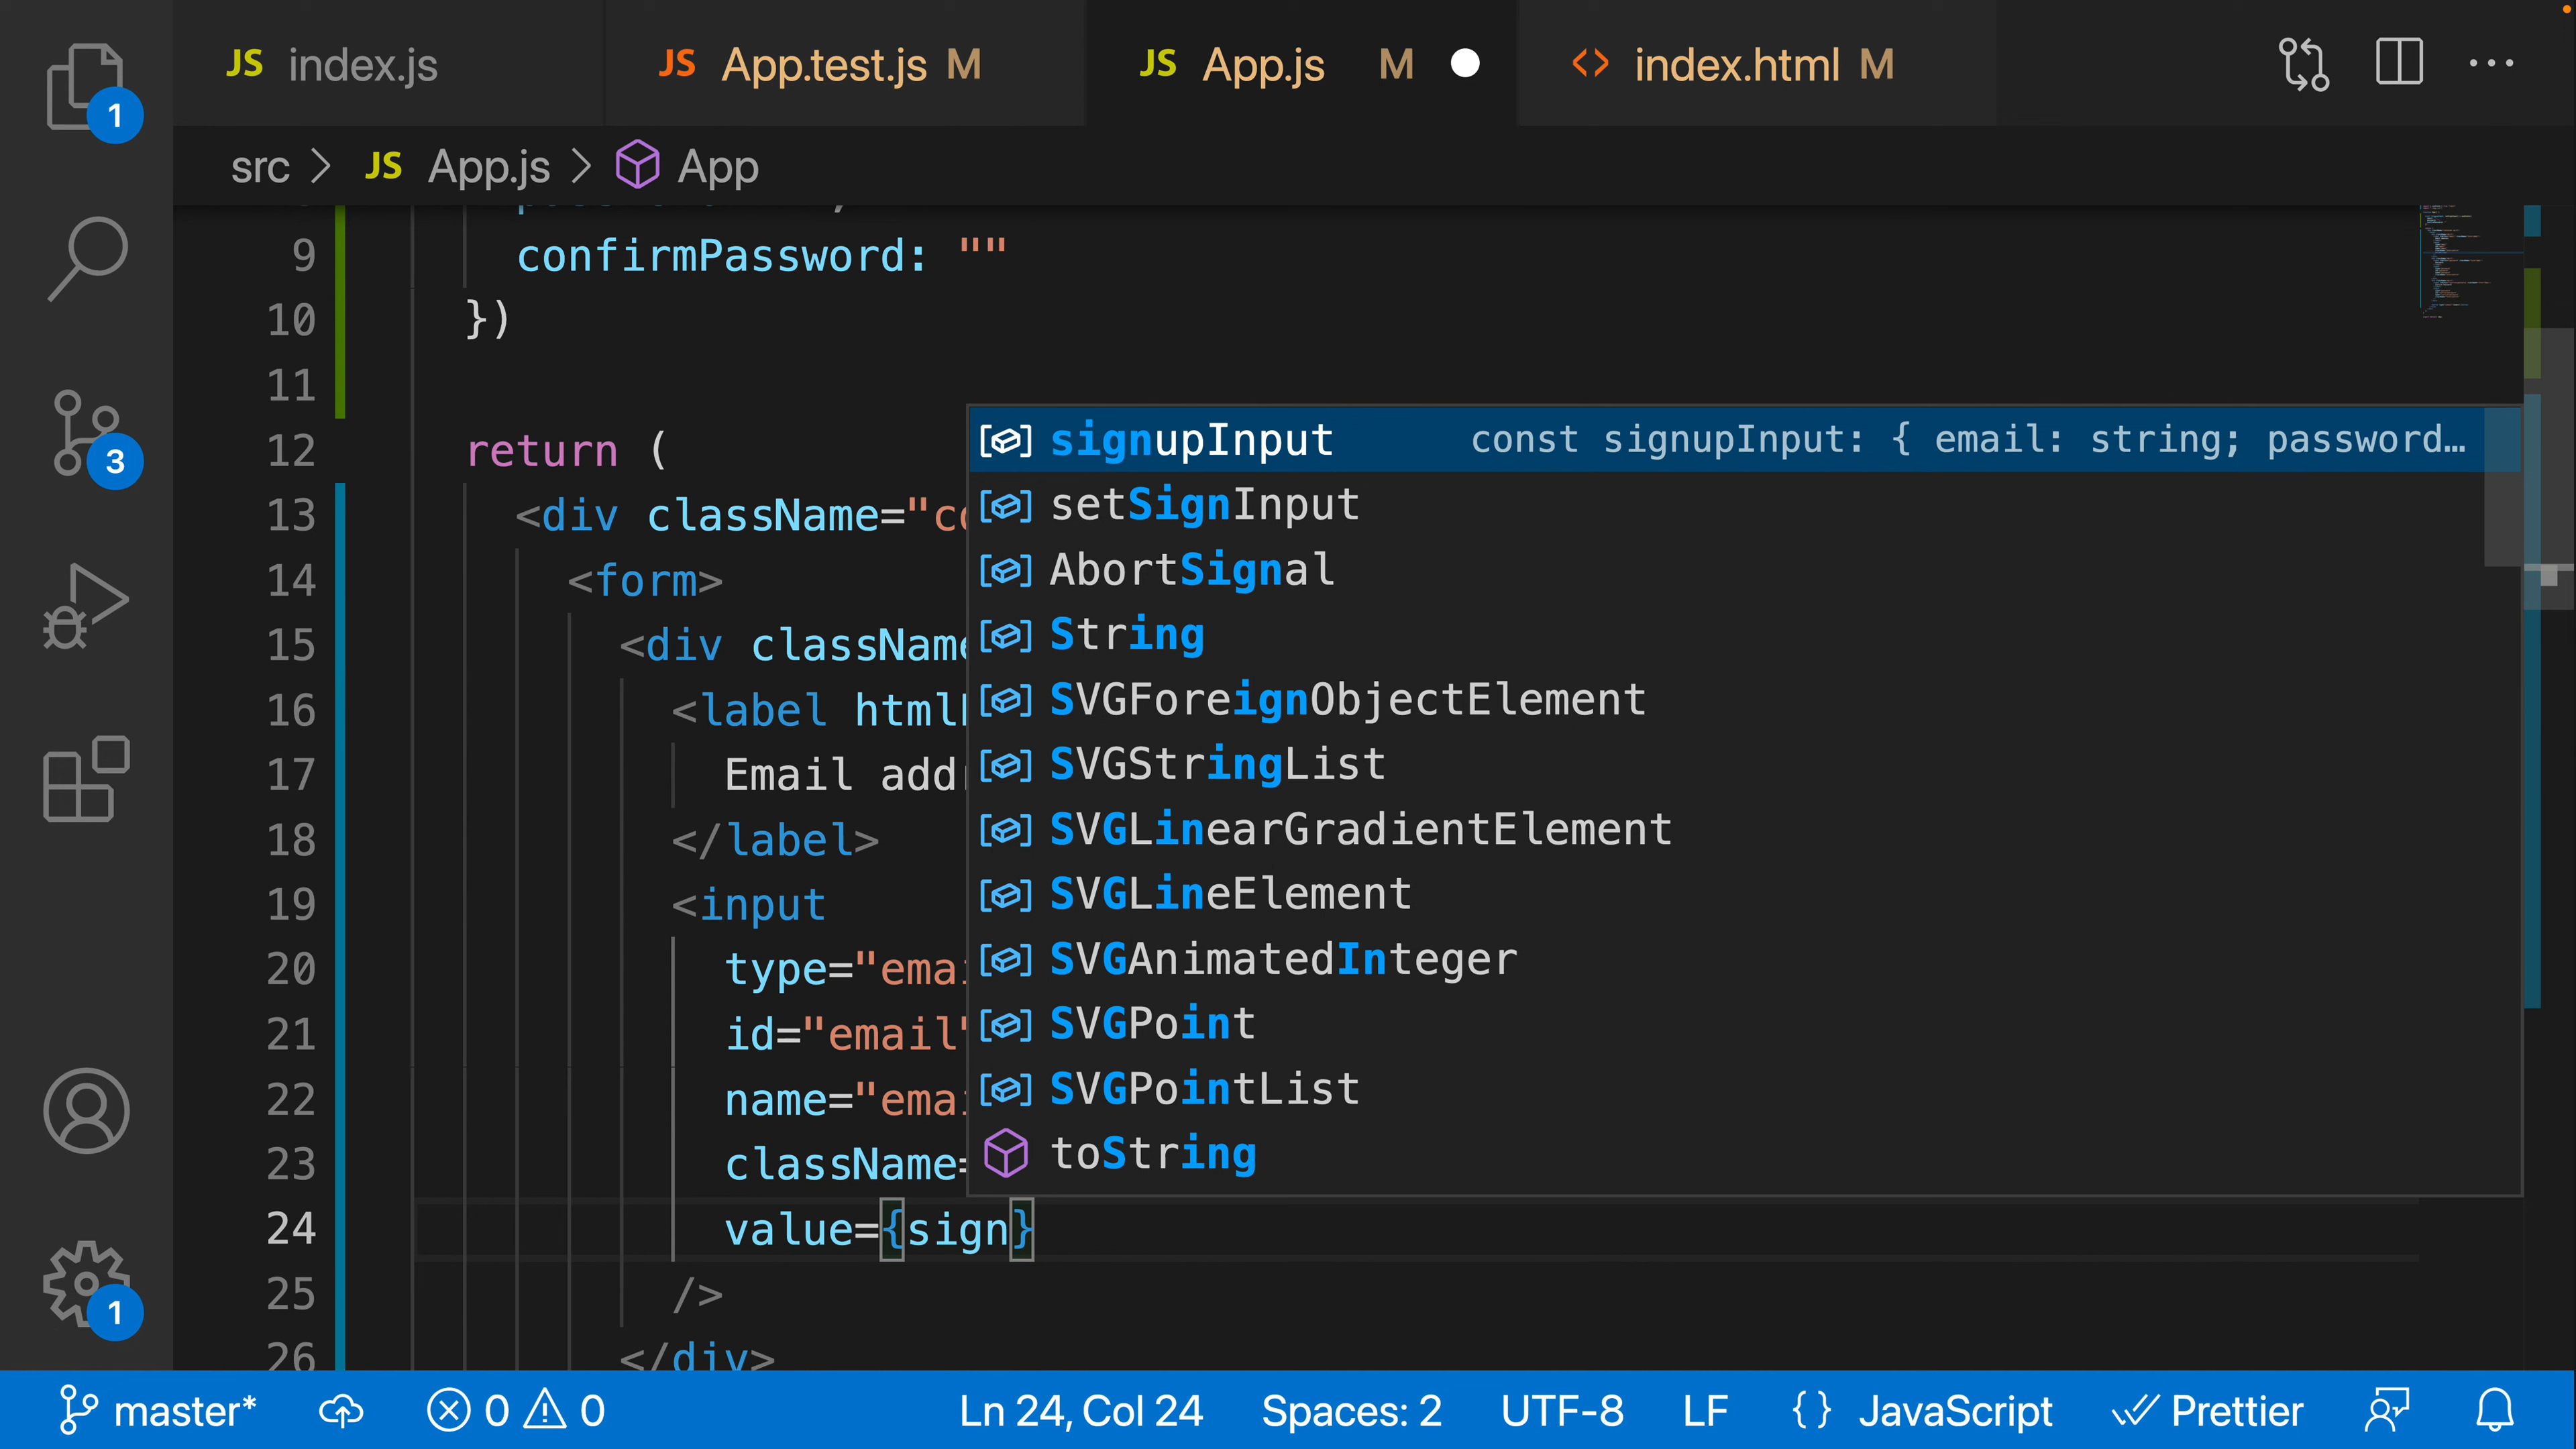 JS index.js
JS App.test.js M
JS App.js M
<> index.html M
src > JS App.js > App
9 confirmPassword: ""
10 })
11
12 return (
13 <div className="co
14 <form>
15 <div className
16 <label html
17 Email add
18 </label>
19 <input
20 type="emai
21 id="email"
22 name="emai
23 className=
24 value={sign}
25 />
26 </div>
signupInput const signupInput: { email: string; password…
setSignInput
AbortSignal
String
SVGForeignObjectElement
SVGStringList
SVGLinearGradientElement
SVGLineElement
SVGAnimatedInteger
SVGPoint
SVGPointList
toString
1
3
1
master* 0 0 Ln 24, Col 24 Spaces: 2 UTF-8 LF {} JavaScript Prettier